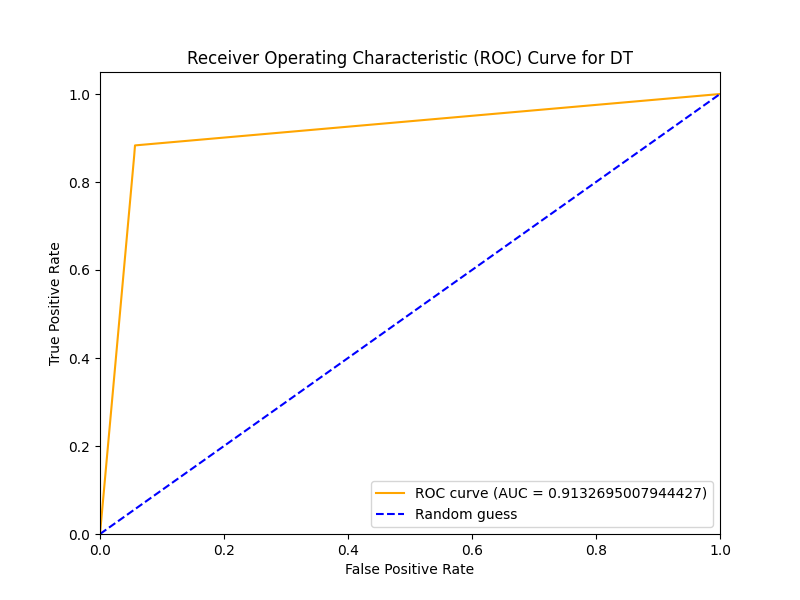 Receiver Operating Characteristic (ROC) Curve for DT
True Positive Rate
1.0
0.8
0.6
0.4
0.2
0.0
ROC curve (AUC = 0.9132695007944427)
Random guess
0.0 0.2 0.4 0.6 0.8 1.0
False Positive Rate